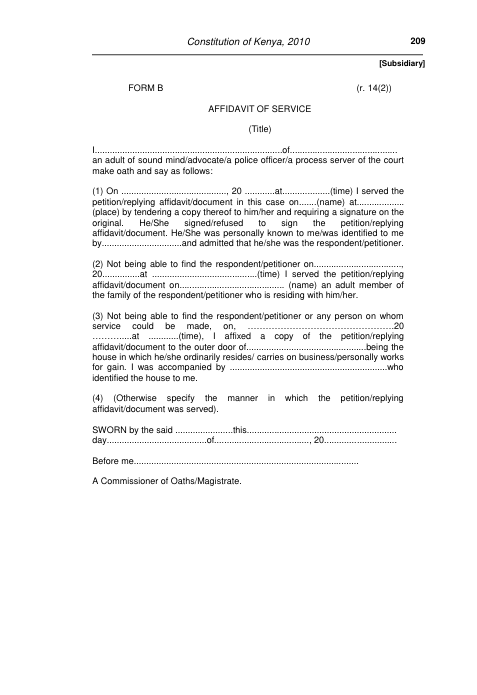 Constitution of Kenya, 2010 209
[Subsidiary]
FORM B (r. 14(2))
AFFIDAVIT OF SERVICE
(Title)
I...........................................................................of...........................................
an adult of sound mind/advocate/a police officer/a process server of the court
make oath and say as follows:
(1) On .........................................., 20 ............at...................(time) I served the
petition/replying affidavit/document in this case on.......(name) at...................
(place) by tendering a copy thereof to him/her and requiring a signature on the
original. He/She signed/refused to sign the petition/replying
affidavit/document. He/She was personally known to me/was identified to me
by................................and admitted that he/she was the respondent/petitioner.
(2) Not being able to find the respondent/petitioner on...................................,
20...............at ..........................................(time) I served the petition/replying
affidavit/document on.......................................... (name) an adult member of
the family of the respondent/petitioner who is residing with him/her.
(3) Not being able to find the respondent/petitioner or any person on whom
service could be made, on, …………………………………………….20
………...at ............(time), I affixed a copy of the petition/replying
affidavit/document to the outer door of................................................being the
house in which he/she ordinarily resides/ carries on business/personally works
for gain. I was accompanied by ...............................................................who
identified the house to me.
(4) (Otherwise specify the manner in which the petition/replying
affidavit/document was served).
SWORN by the said .......................this............................................................
day........................................of......................................, 20.............................
Before me..........................................................................................
A Commissioner of Oaths/Magistrate.